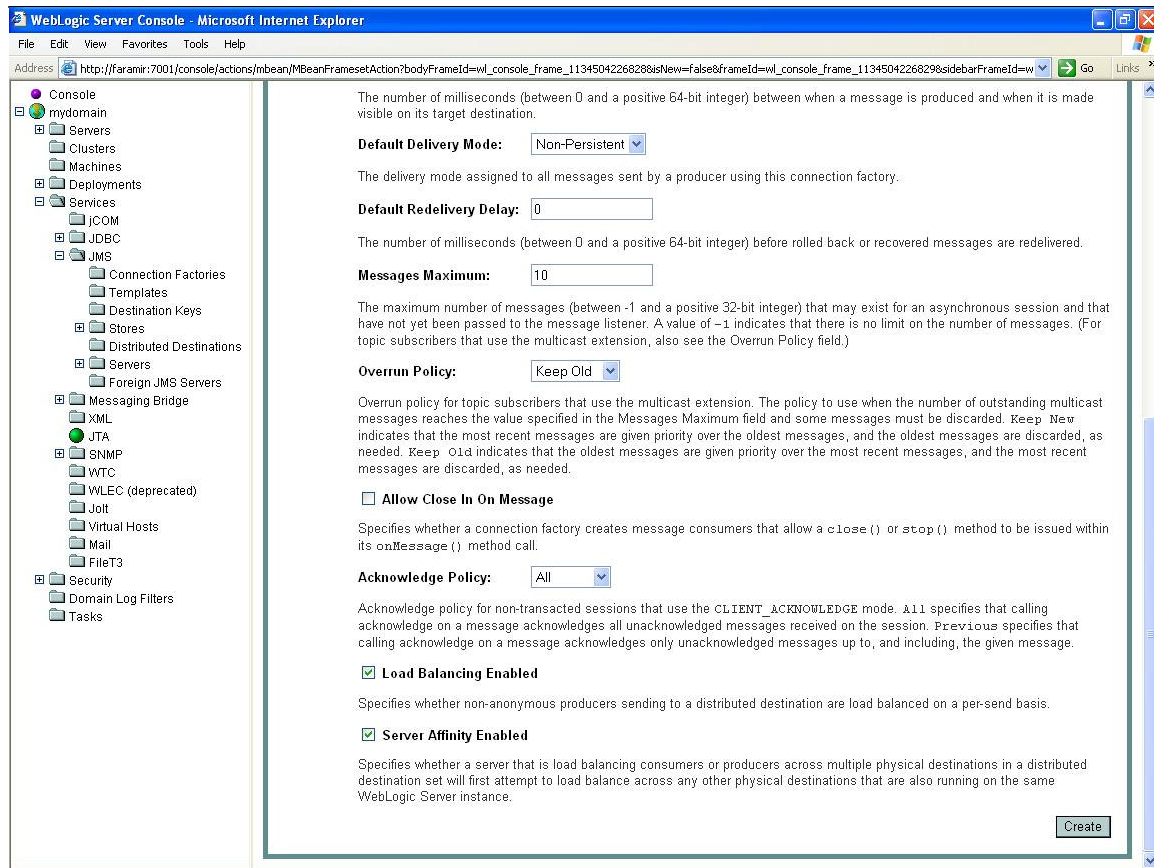 WebLogic Server Console - Microsoft Internet Explorer
File Edit View Favorites Tools Help
Address http://faramir:7001/console/actions/mbean/MBeanFramesetAction?bodyFrameId=wl_console_frame_1134504226828&isNew=false&frameId=wl_console_frame_1134504226829&sidebarFrameId=w Go Links »
Console
mydomain
Servers
Clusters
Machines
Deployments
Services
jCOM
JDBC
JMS
Connection Factories
Templates
Destination Keys
Stores
Distributed Destinations
Servers
Foreign JMS Servers
Messaging Bridge
XML
JTA
SNMP
WTC
WLEC (deprecated)
Jolt
Virtual Hosts
Mail
FileT3
Security
Domain Log Filters
Tasks
The number of milliseconds (between 0 and a positive 64-bit integer) between when a message is produced and when it is made
visible on its target destination.
Default Delivery Mode: Non-Persistent
The delivery mode assigned to all messages sent by a producer using this connection factory.
Default Redelivery Delay: 0
The number of milliseconds (between 0 and a positive 64-bit integer) before rolled back or recovered messages are redelivered.
Messages Maximum: 10
The maximum number of messages (between -1 and a positive 32-bit integer) that may exist for an asynchronous session and that
have not yet been passed to the message listener. A value of -1 indicates that there is no limit on the number of messages. (For
topic subscribers that use the multicast extension, also see the Overrun Policy field.)
Overrun Policy: Keep Old
Overrun policy for topic subscribers that use the multicast extension. The policy to use when the number of outstanding multicast
messages reaches the value specified in the Messages Maximum field and some messages must be discarded. Keep New
indicates that the most recent messages are given priority over the oldest messages, and the oldest messages are discarded, as
needed. Keep Old indicates that the oldest messages are given priority over the most recent messages, and the most recent
messages are discarded, as needed.
Allow Close In On Message
Specifies whether a connection factory creates message consumers that allow a close() or stop() method to be issued within
its onMessage() method call.
Acknowledge Policy: All
Acknowledge policy for non-transacted sessions that use the CLIENT_ACKNOWLEDGE mode. All specifies that calling
acknowledge on a message acknowledges all unacknowledged messages received on the session. Previous specifies that
calling acknowledge on a message acknowledges only unacknowledged messages up to, and including, the given message.
Load Balancing Enabled
Specifies whether non-anonymous producers sending to a distributed destination are load balanced on a per-send basis.
Server Affinity Enabled
Specifies whether a server that is load balancing consumers or producers across multiple physical destinations in a distributed
destination set will first attempt to load balance across any other physical destinations that are also running on the same
WebLogic Server instance.
Create